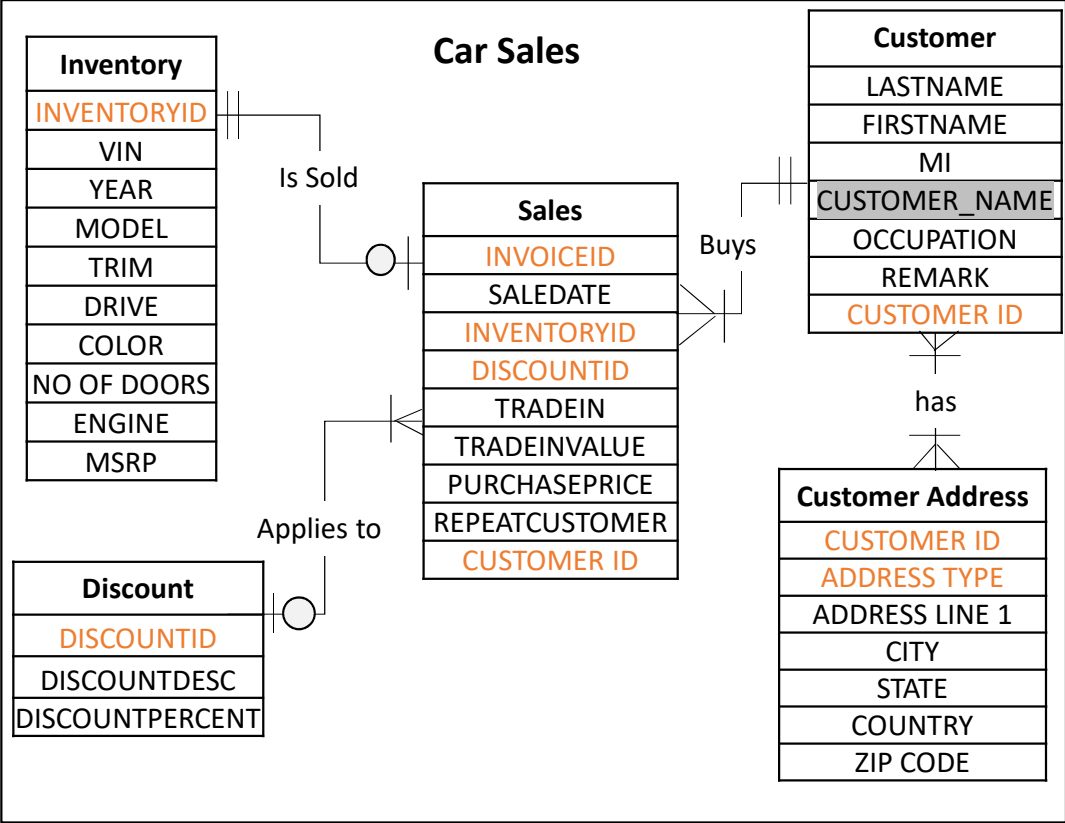 Car Sales
Inventory
INVENTORYID
VIN
YEAR
MODEL
TRIM
DRIVE
COLOR
NO OF DOORS
ENGINE
MSRP
Is Sold
Sales
INVOICEID
SALEDATE
INVENTORYID
DISCOUNTID
TRADEIN
TRADEINVALUE
PURCHASEPRICE
REPEATCUSTOMER
CUSTOMER ID
Buys
Customer
LASTNAME
FIRSTNAME
MI
CUSTOMER_NAME
OCCUPATION
REMARK
CUSTOMER ID
has
Customer Address
CUSTOMER ID
ADDRESS TYPE
ADDRESS LINE 1
CITY
STATE
COUNTRY
ZIP CODE
Applies to
Discount
DISCOUNTID
DISCOUNTDESC
DISCOUNTPERCENT